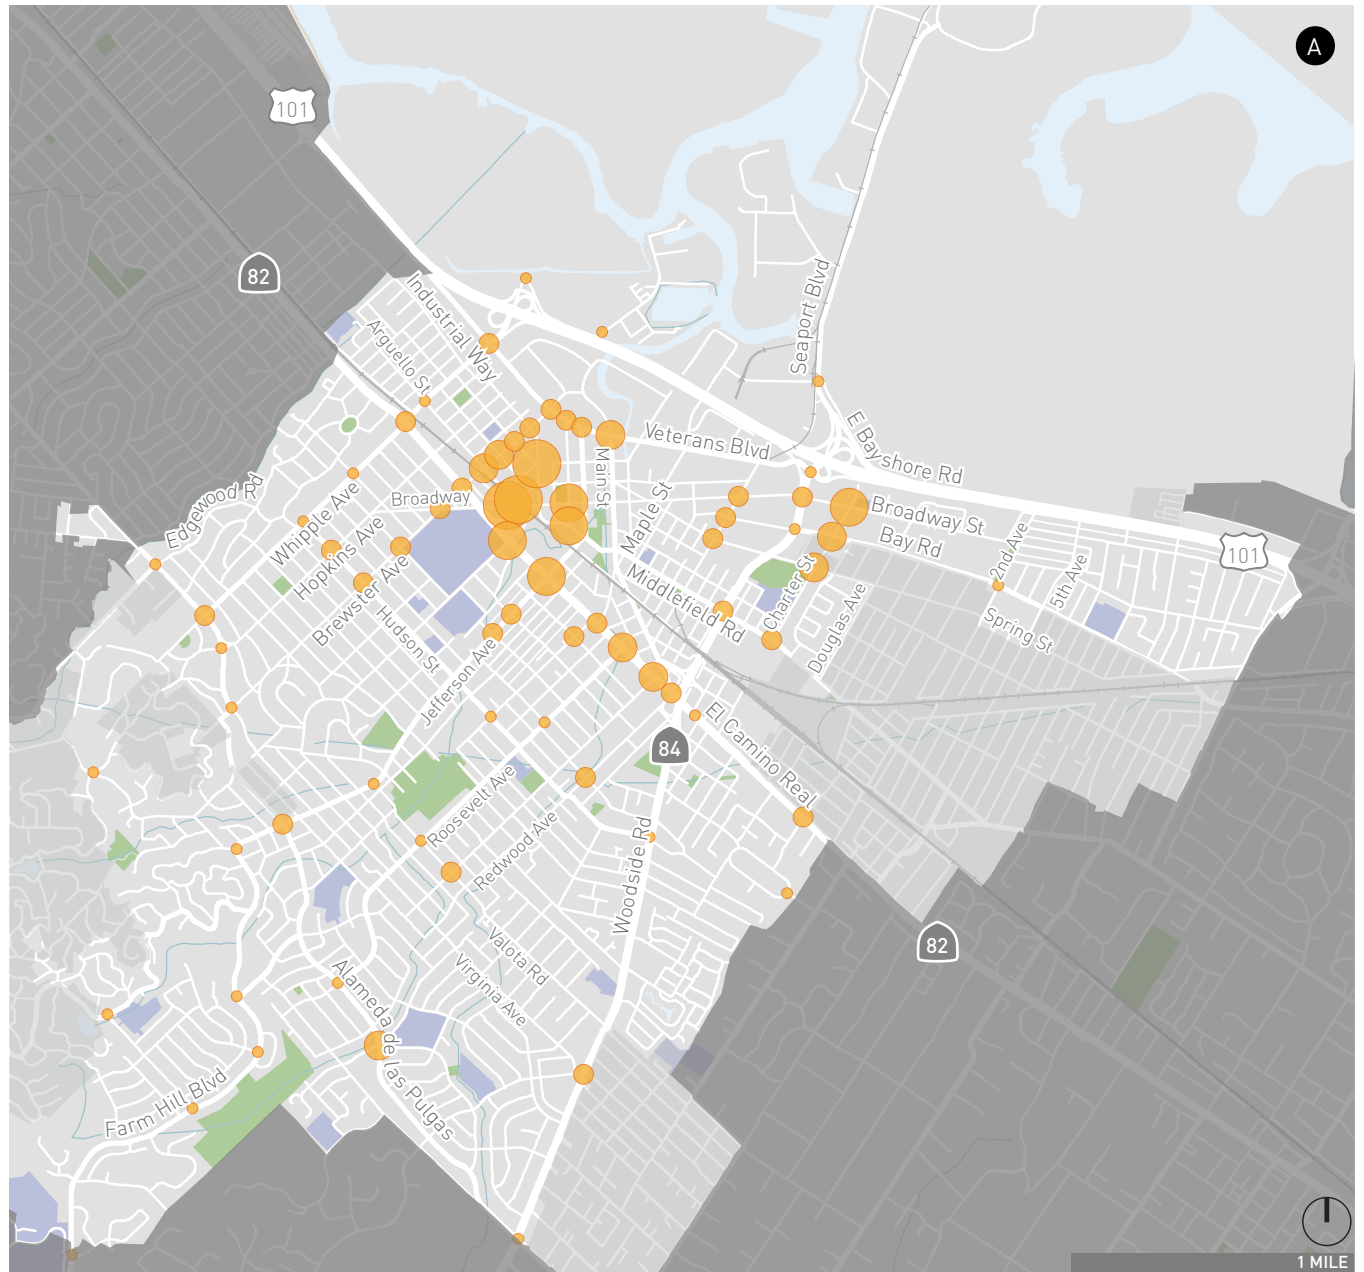 A
101
82
Industrial Way
Arguello St
Seaport Blvd
E Bayshore Rd
Veterans Blvd
Main St
Maple St
Broadway
Broadway St
Bay Rd
Edgewood Rd
Whipple Ave
Hopkins Ave
Brewster Ave
Hudson St
Jefferson Ave
Middlefield Rd
Charter St
Douglas Ave
2nd Ave
5th Ave
Spring St
101
84
El Camino Real
Roosevelt Ave
Redwood Ave
Woodside Rd
Valota Rd
Virginia Ave
82
Alameda de las Pulgas
Farm Hill Blvd
1 MILE